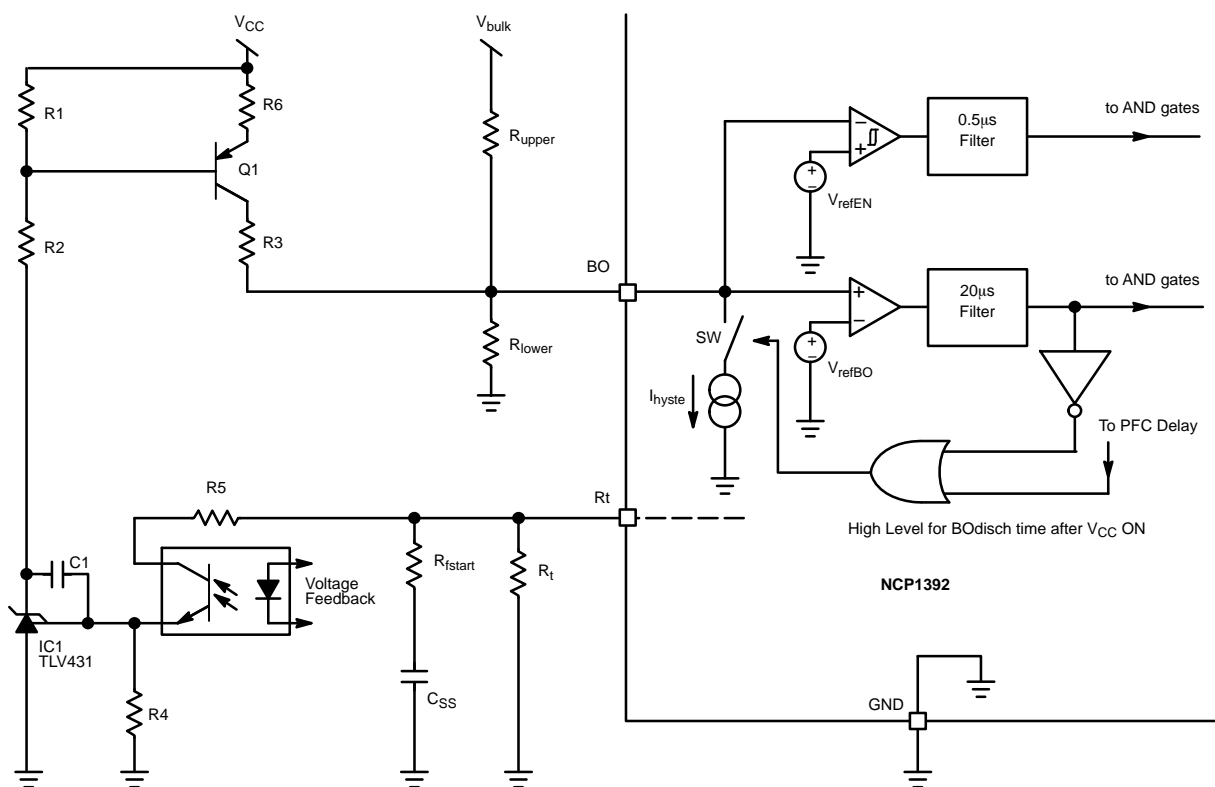 VCC
Vbulk
R1
R6
Rupper
0.5μs
Filter
to AND gates
Q1
VrefEN
R2
R3
BO
to AND gates
20μs
Filter
SW
Rlower
VrefBO
Ihyste
To PFC Delay
R5
Rt
High Level for BOdisch time after VCC ON
C1
Rfstart
Rt
Voltage
Feedback
NCP1392
IC1
TLV431
R4
CSS
GND